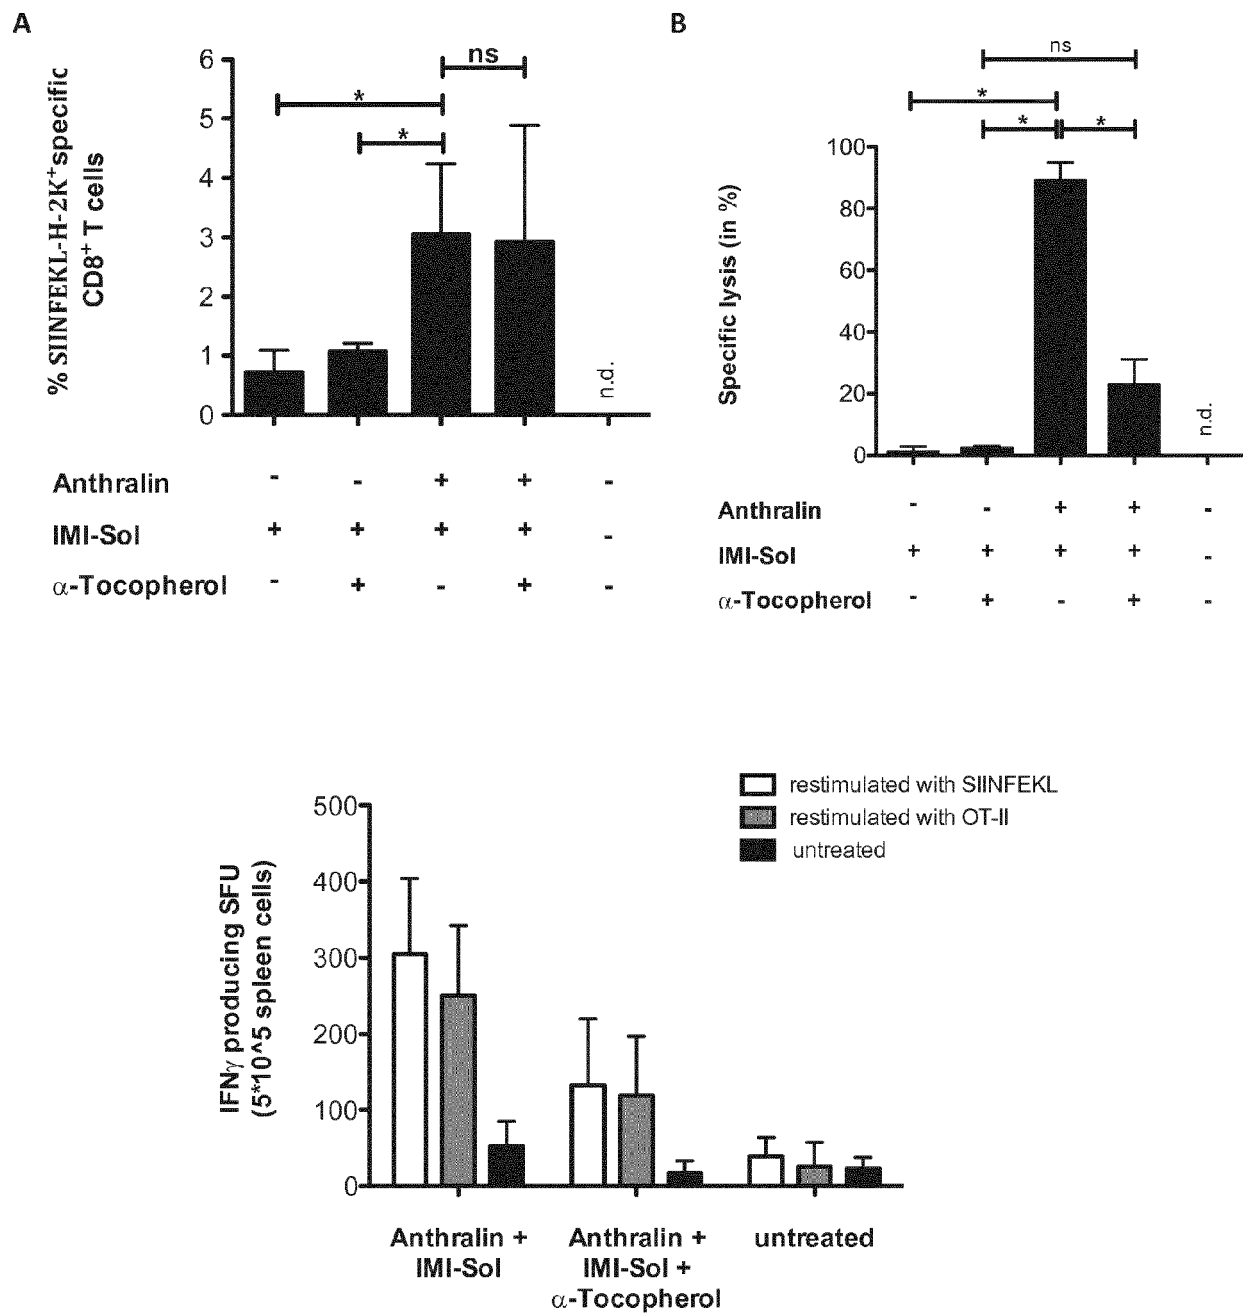 A
% SIINFEKL-H-2K+specific
CD8+ T cells
6
5
4
3
2
1
0
*
*
ns
n.d.
Anthralin - - + + -
IMI-Sol + + + + -
α-Tocopherol - + - + -
B
Specific lysis (in %)
100
80
60
40
20
0
ns
*
* *
n.d.
Anthralin - - + + -
IMI-Sol + + + + -
α-Tocopherol - + - + -
restimulated with SIINFEKL
restimulated with OT-II
untreated
IFNγ producing SFU
(5*10^5 spleen cells)
500
400
300
200
100
0
Anthralin +
IMI-Sol
Anthralin +
IMI-Sol +
α-Tocopherol
untreated